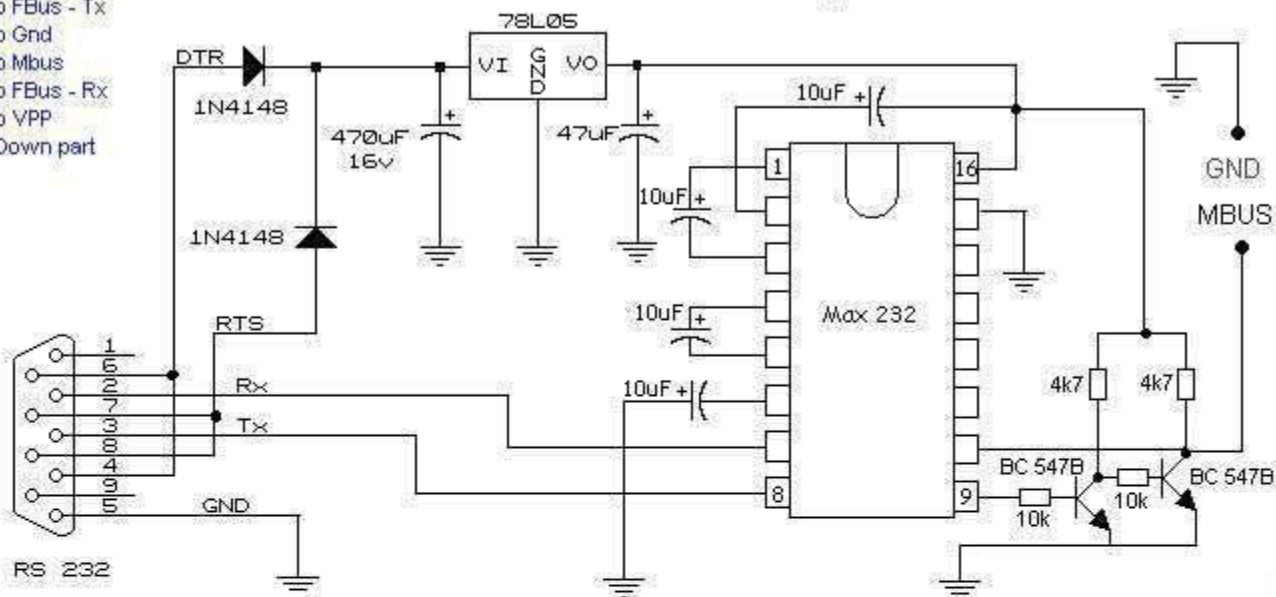 o FBus - Tx
o Gnd
o Mbus
o FBus - Rx
o VPP
Down part
78L05
VI GND VO
DTR
1N4148
470uF
16v
+
47uF
+
10uF +
1
16
GND
MBUS
10uF
+
1N4148
Max 232
10uF
+
RTS
1
6
2
7
3
8
4
9
5
Rx
Tx
10uF +
4k7
4k7
BC 547B
BC 547B
8
9
10k
10k
GND
RS 232